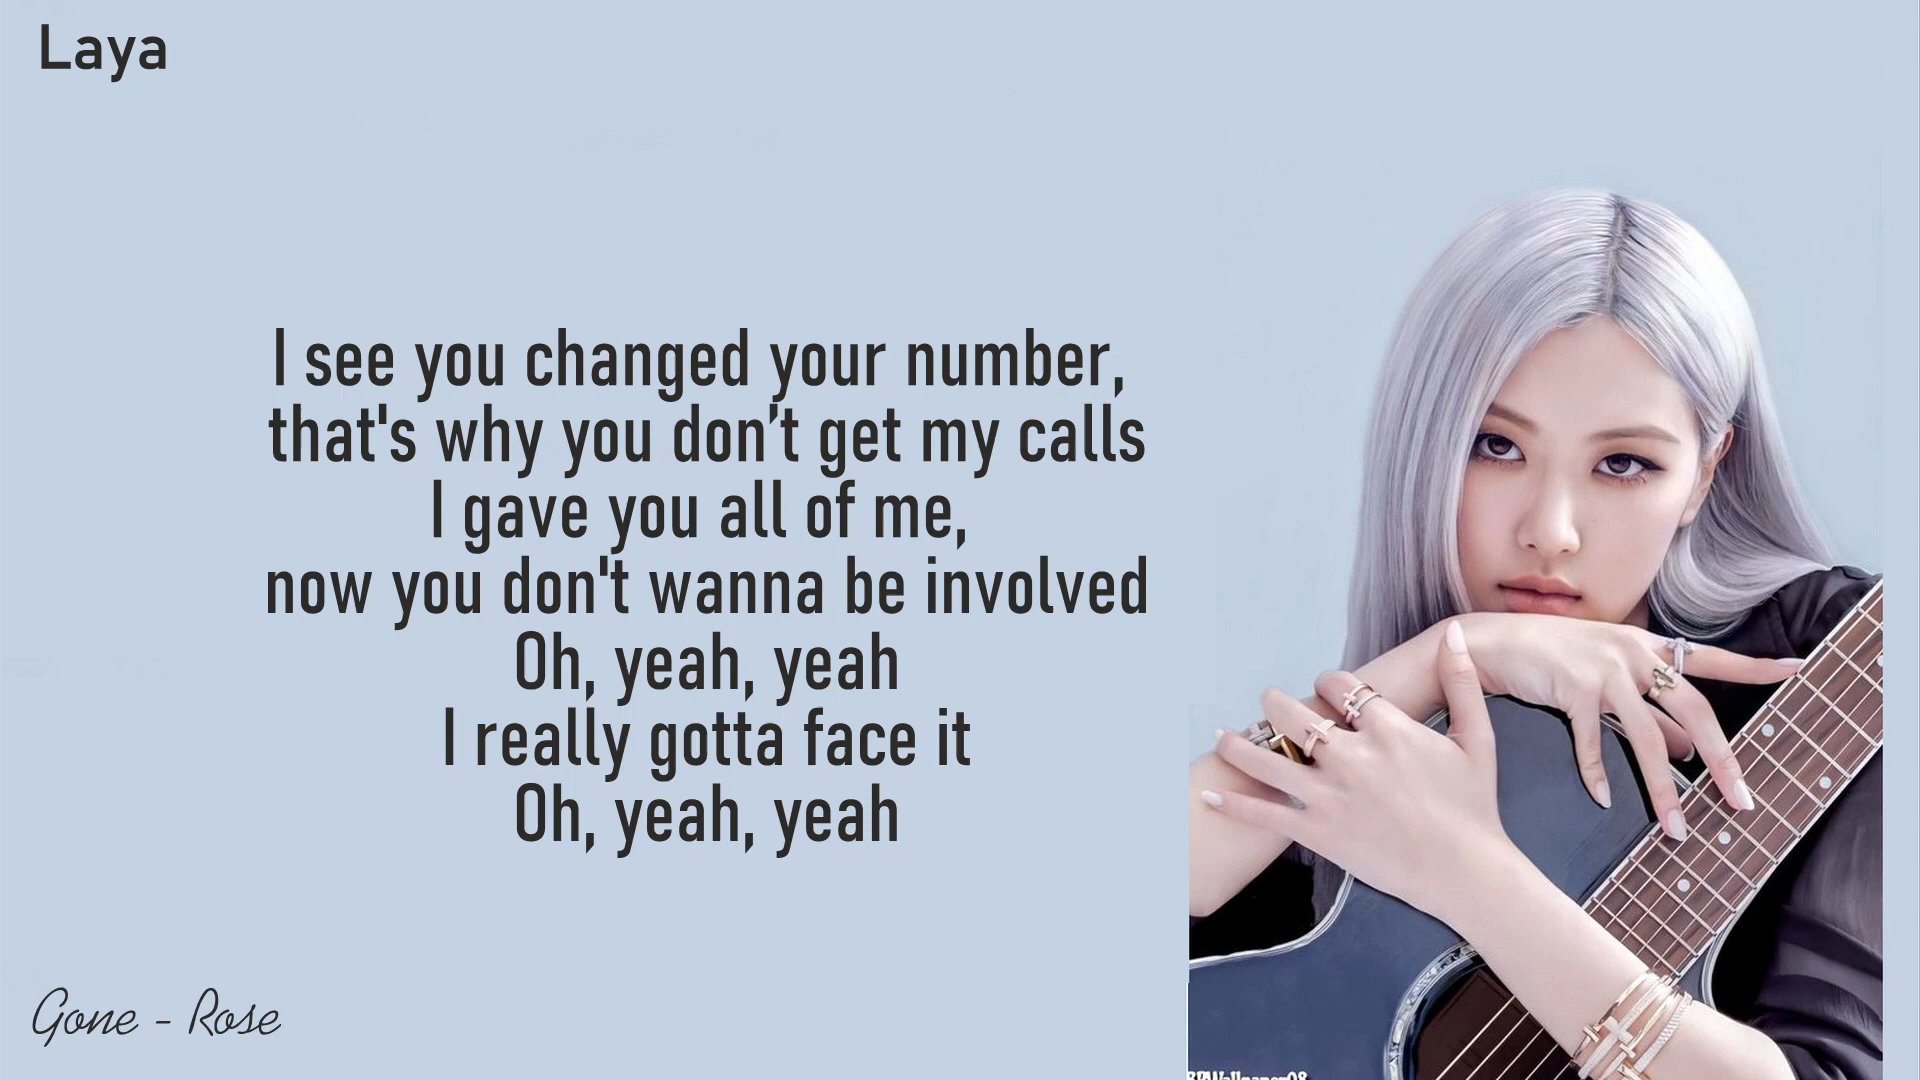 Laya
I see you changed your number,
that's why you don’t get my calls
I gave you all of me,
now you don't wanna be involved
Oh, yeah, yeah
I really gotta face it
Oh, yeah, yeah
Gone - Rose